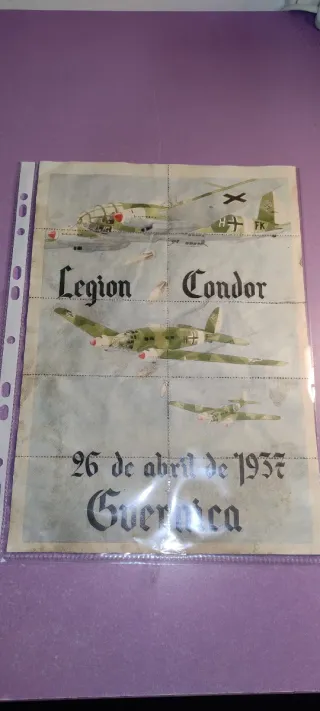 H FK
Legion Condor
26 de abril de 1937
Guernica